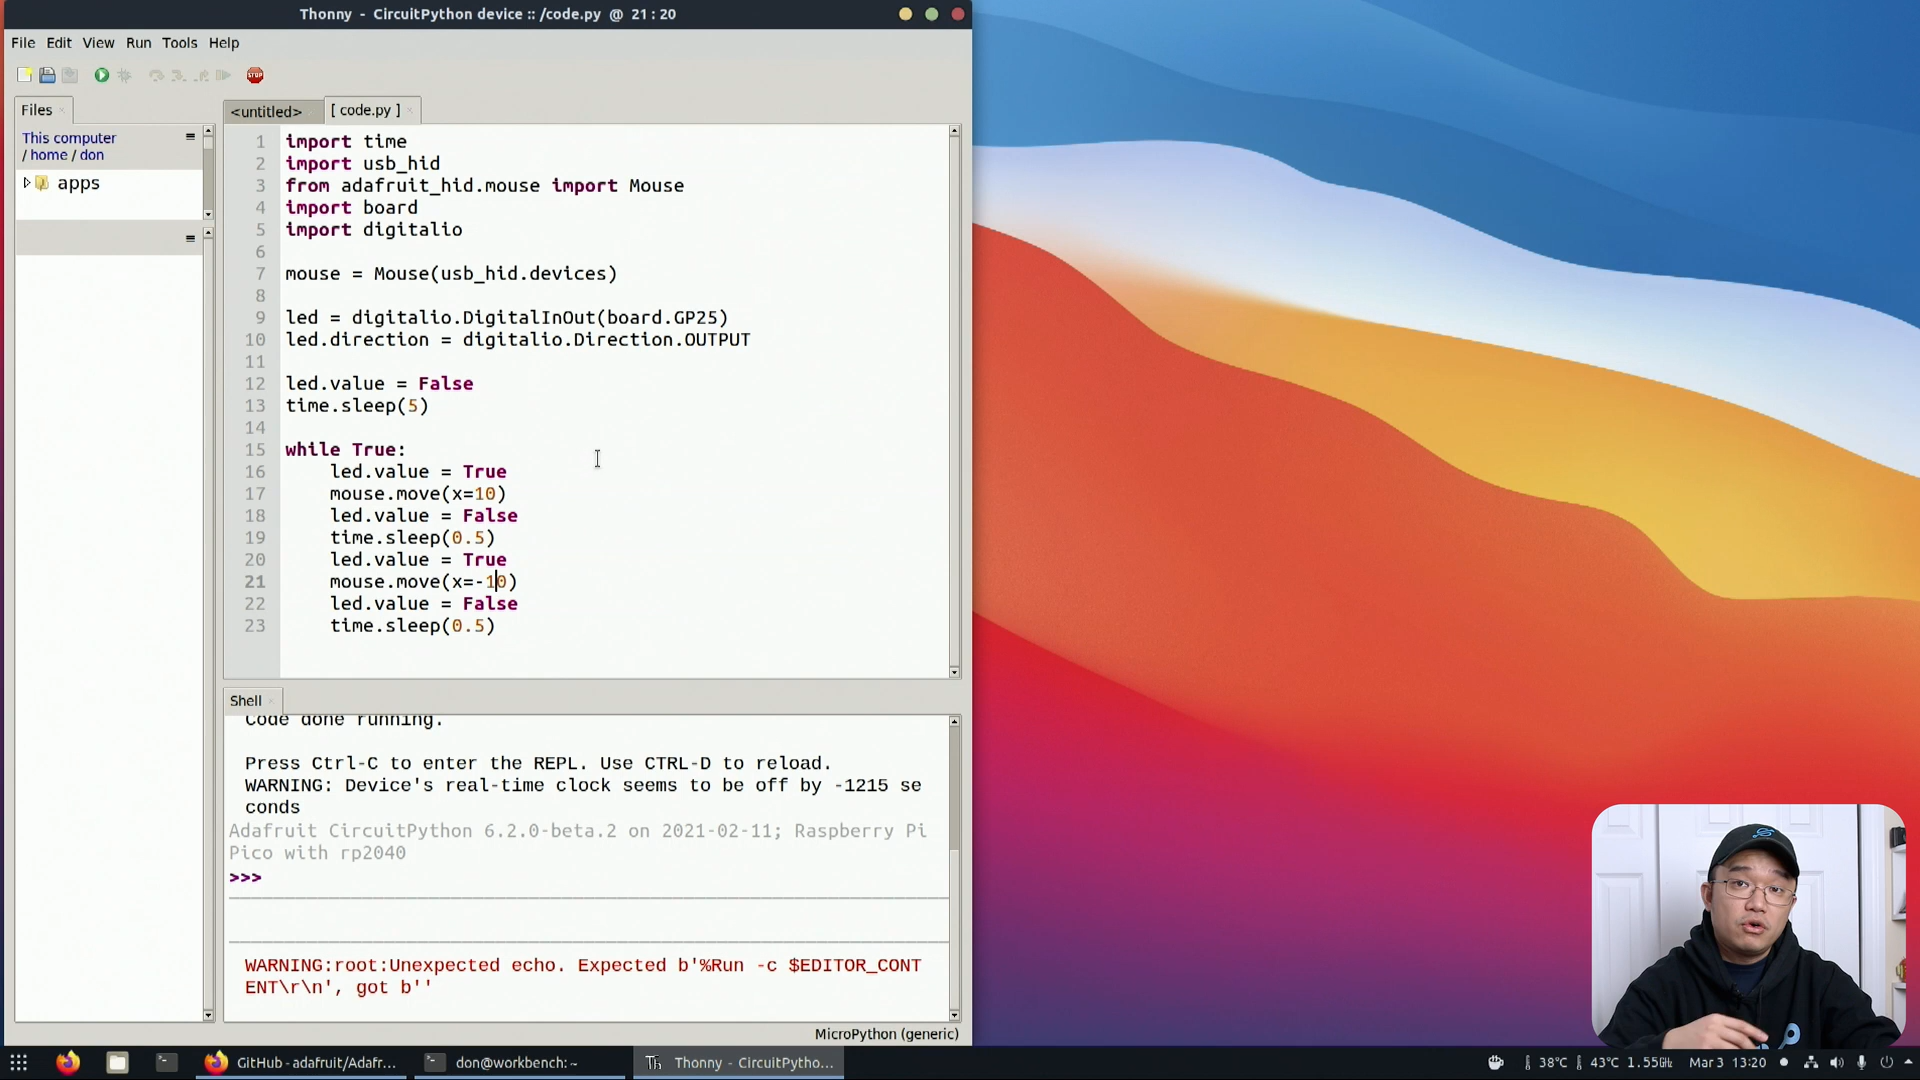 Thonny - CircuitPython device :: /code.py @ 21 : 20
File Edit View Run Tools Help
STOP
Files
This computer
/ home / don
apps
<untitled>
[ code.py ]
1 import time
2 import usb_hid
3 from adafruit_hid.mouse import Mouse
4 import board
5 import digitalio
6
7 mouse = Mouse(usb_hid.devices)
8
9 led = digitalio.DigitalInOut(board.GP25)
10 led.direction = digitalio.Direction.OUTPUT
11
12 led.value = False
13 time.sleep(5)
14
15 while True:
16 led.value = True
17 mouse.move(x=10)
18 led.value = False
19 time.sleep(0.5)
20 led.value = True
21 mouse.move(x=-10)
22 led.value = False
23 time.sleep(0.5)
Shell
Code done running.
Press Ctrl-C to enter the REPL. Use CTRL-D to reload.
WARNING: Device's real-time clock seems to be off by -1215 se
conds
Adafruit CircuitPython 6.2.0-beta.2 on 2021-02-11; Raspberry Pi
Pico with rp2040
>>>
WARNING:root:Unexpected echo. Expected b'%Run -c $EDITOR_CONT
ENT\r\n', got b''
MicroPython (generic)
GitHub - adafruit/Adafr...
don@workbench: ~
Th Thonny - CircuitPytho...
38°C 43°C 1.55GHz Mar 3 13:20